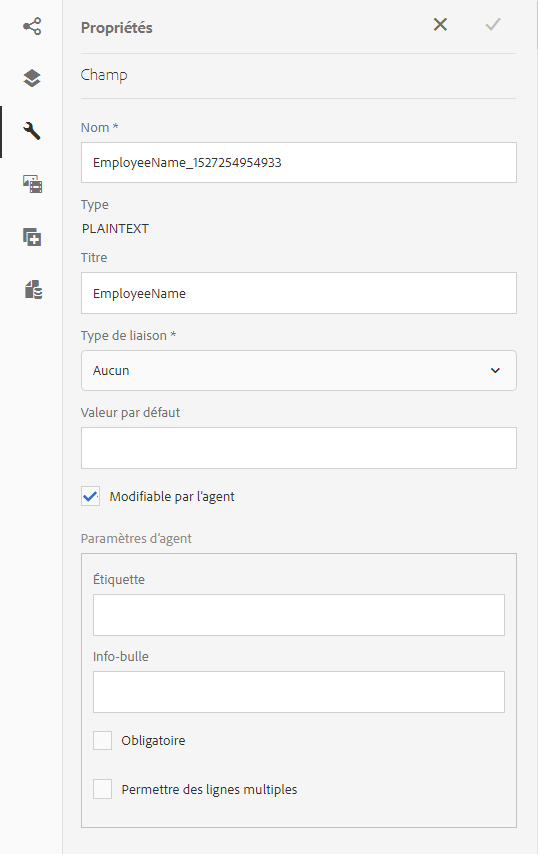 Propriétés
Champ
Nom *
EmployeeName_1527254954933
Type
PLAINTEXT
Titre
EmployeeName
Type de liaison *
Aucun
Valeur par défaut
Modifiable par l'agent
Paramètres d'agent
Étiquette
Info-bulle
Obligatoire
Permettre des lignes multiples